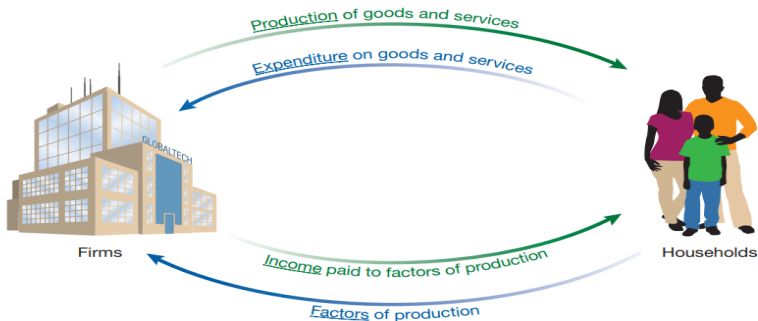 Production of goods and services
Expenditure on goods and services
GLOBALTECH
Firms
Households
Income paid to factors of production
Factors of production